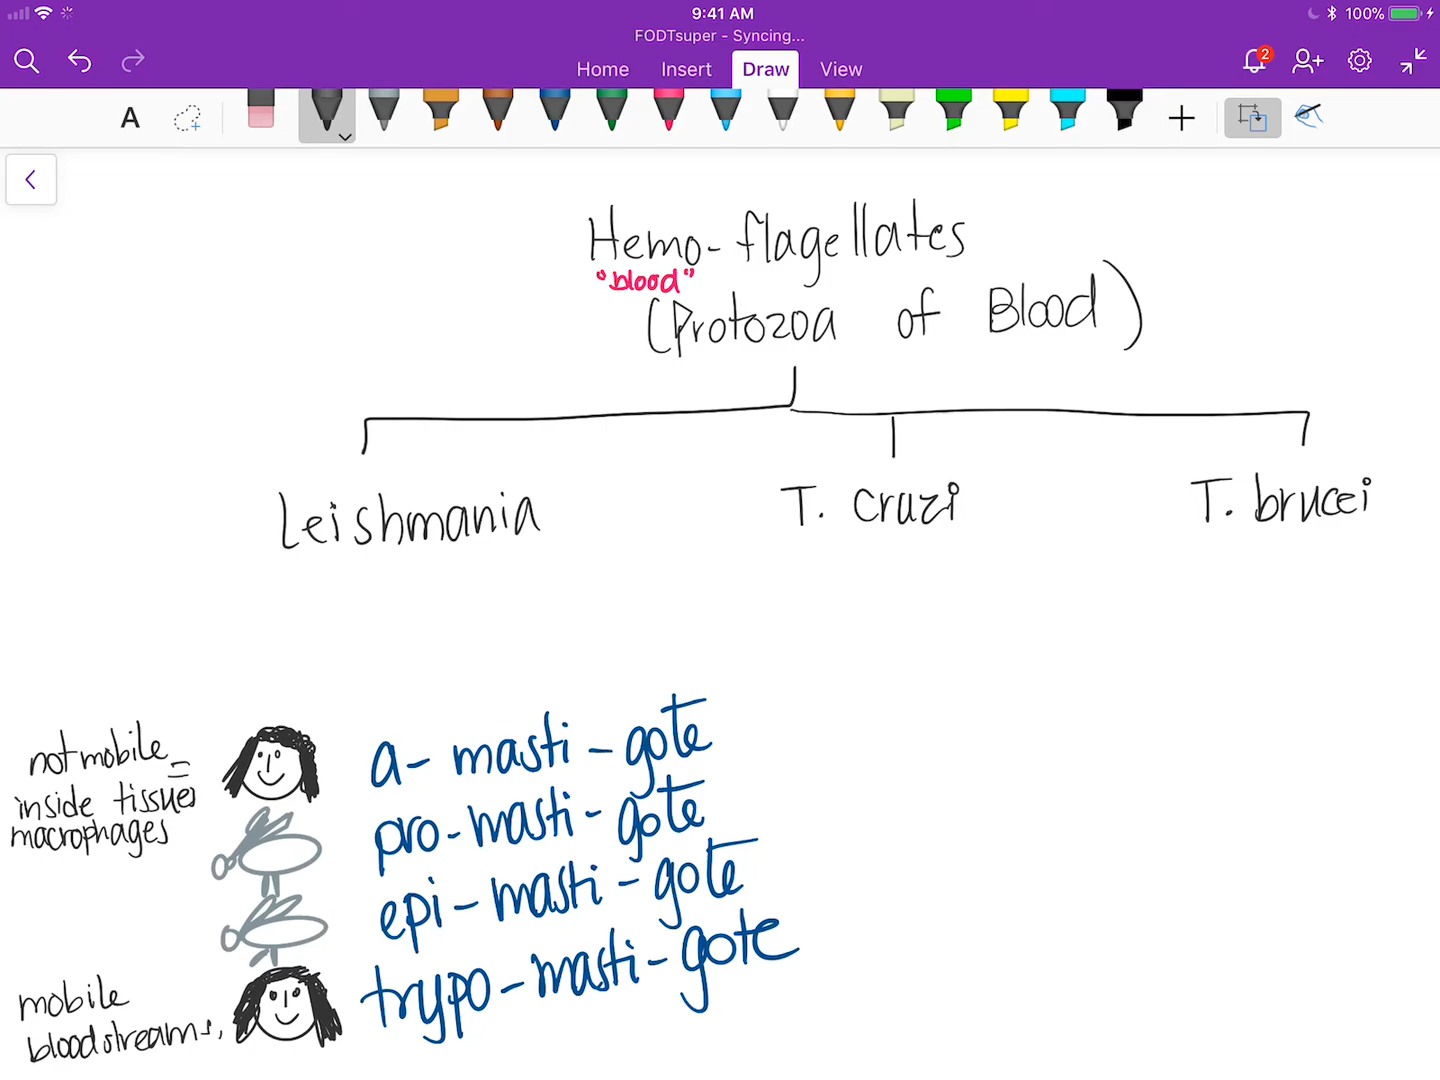 9:41 AM
100%
FODTsuper - Syncing...
Home Insert Draw View
2
A
Hemo-flagellates
"blood"
(Protozoa of Blood)
Leishmania T. cruzi T. brucei
not mobile =
inside tissues
macrophages
a-masti-gote
pro-masti-gote
epi-masti-gote
trypo-masti-gote
mobile
bloodstreams,